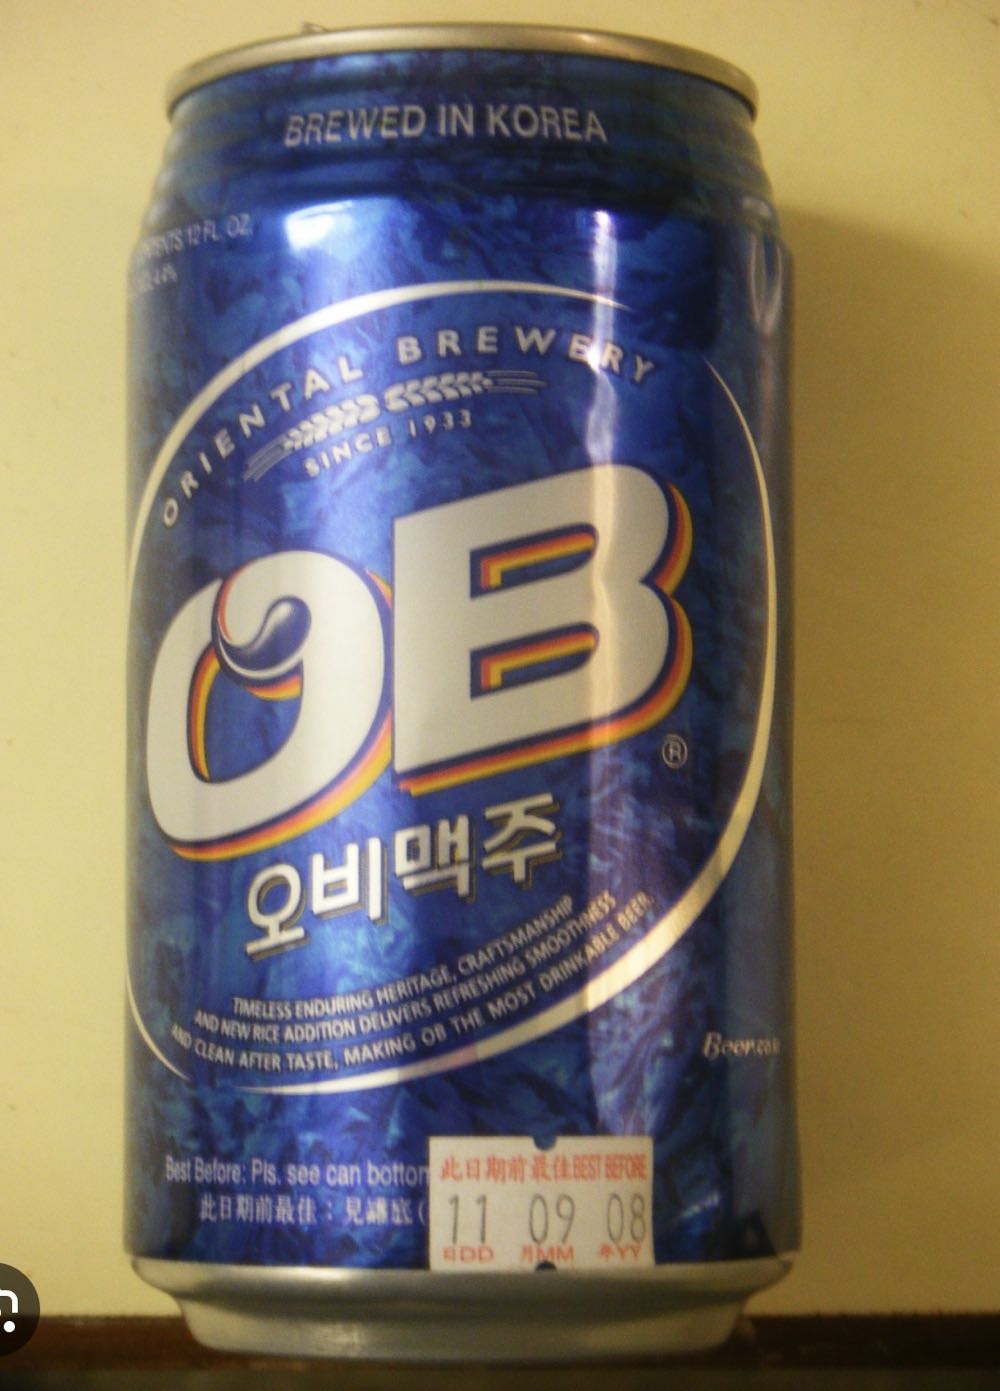 BREWED IN KOREA
12 FL. OZ.
ORIENTAL BREWERY
SINCE 1933
OB
®
오비맥주
TIMELESS ENDURING HERITAGE, CRAFTSMANSHIP
AND NEW RICE ADDITION DELIVERS REFRESHING SMOOTHNESS
AND CLEAN AFTER TASTE, MAKING OB THE MOST DRINKABLE BEER.
Best Before: Pls. see can bottom
此日期前最佳：見罐底(
此日期前最佳BEST BEFORE
11 09 08
日DD 月MM 年YY